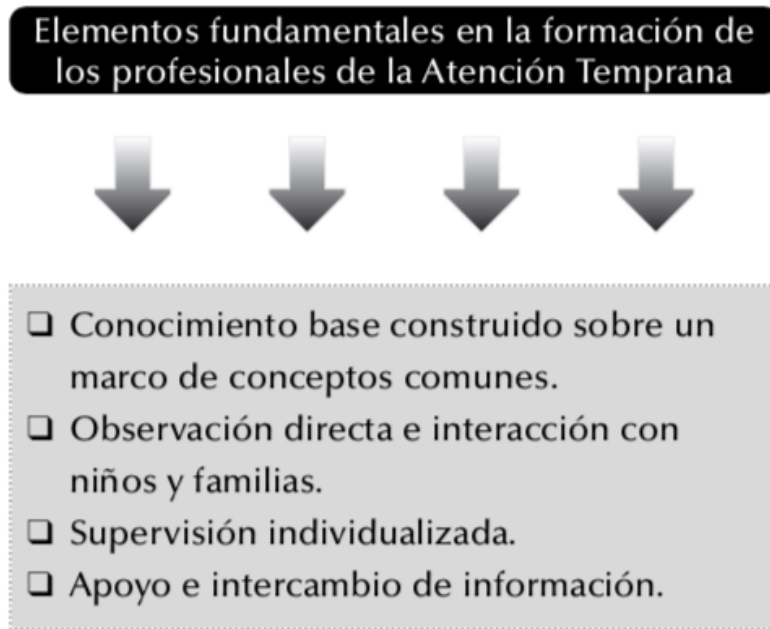 Elementos fundamentales en la formación de
los profesionales de la Atención Temprana
❑ Conocimiento base construido sobre un
marco de conceptos comunes.
❑ Observación directa e interacción con
niños y familias.
❑ Supervisión individualizada.
❑ Apoyo e intercambio de información.